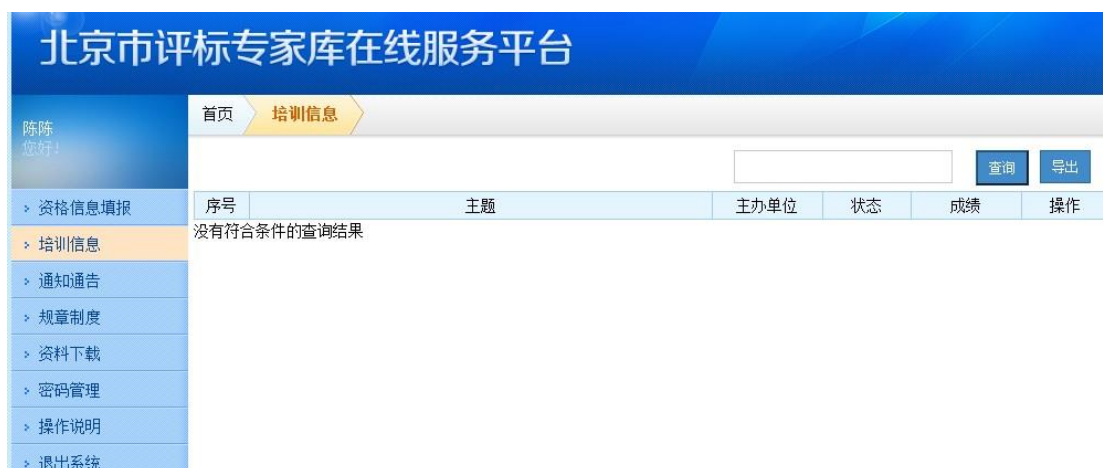 北京市评标专家库在线服务平台
陈陈
您好!
首页 培训信息
查询 导出
资格信息填报
培训信息
通知通告
规章制度
资料下载
密码管理
操作说明
退出系统
序号 主题 主办单位 状态 成绩 操作
没有符合条件的查询结果